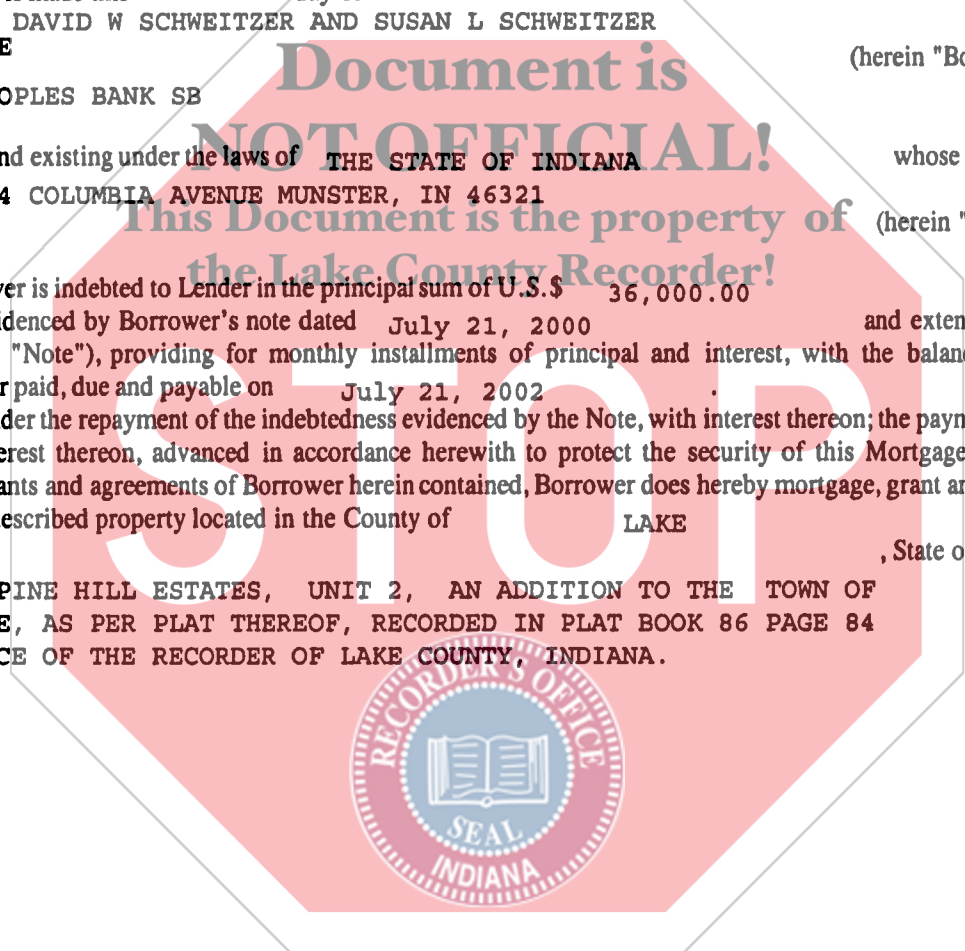 DAVID W SCHWEITZER AND SUSAN L SCHWEITZER
E (herein "Bo
Document is
OPLES BANK SB
NOT OFFICIAL!
nd existing under the laws of THE STATE OF INDIANA whose
4 COLUMBIA AVENUE MUNSTER, IN 46321
This Document is the property of
(herein "
the Lake County Recorder!
er is indebted to Lender in the principal sum of U.S.$ 36,000.00
idenced by Borrower's note dated July 21, 2000 and exten
"Note"), providing for monthly installments of principal and interest, with the balan
r paid, due and payable on July 21, 2002 .
der the repayment of the indebtedness evidenced by the Note, with interest thereon; the paym
erest thereon, advanced in accordance herewith to protect the security of this Mortgage
ants and agreements of Borrower herein contained, Borrower does hereby mortgage, grant an
escribed property located in the County of LAKE
, State o
STOP
PINE HILL ESTATES, UNIT 2, AN ADDITION TO THE TOWN OF
E, AS PER PLAT THEREOF, RECORDED IN PLAT BOOK 86 PAGE 84
CE OF THE RECORDER OF LAKE COUNTY, INDIANA.
RECORDER'S OFFICE
SEAL
INDIANA